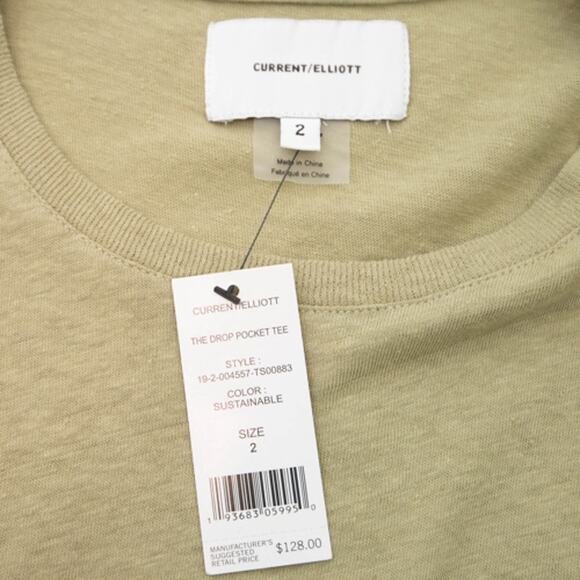 CURRENT/ELLIOTT
2
Made in China
Fabriqué en Chine
CURRENT/ELLIOTT
THE DROP POCKET TEE
STYLE :
19-2-004557-TS00883
COLOR :
SUSTAINABLE
SIZE
2
1 93683 05995 0
MANUFACTURER'S
SUGGESTED
RETAIL PRICE
$128.00